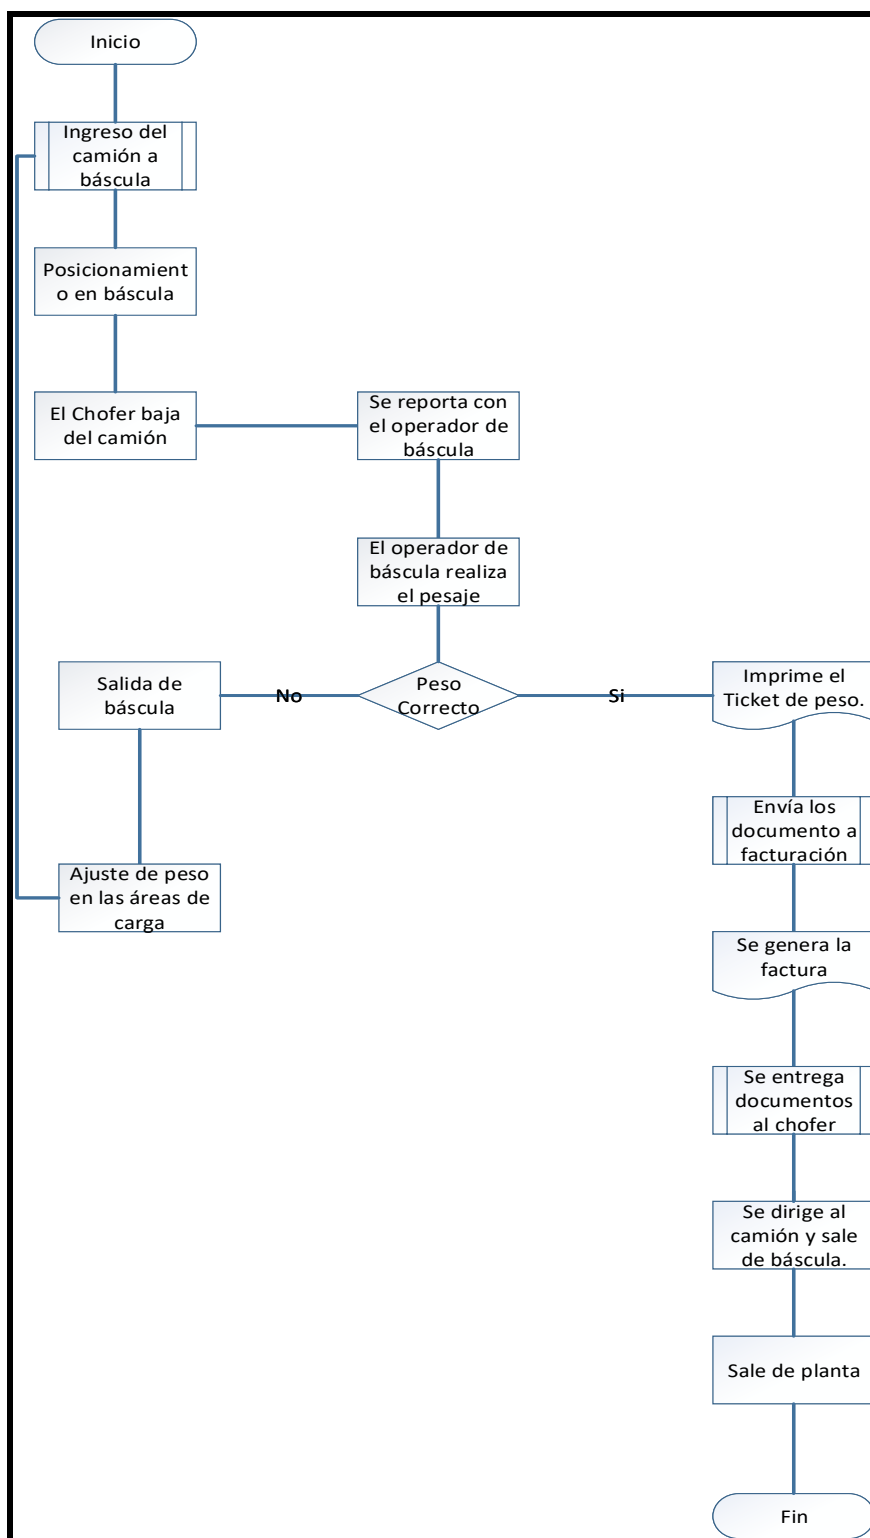 Inicio
Ingreso del
camión a
báscula
Posicionamient
o en báscula
El Chofer baja
del camión
Se reporta con
el operador de
báscula
El operador de
báscula realiza
el pesaje
Peso
Correcto
No
Salida de
báscula
Ajuste de peso
en las áreas de
carga
Si
Imprime el
Ticket de peso.
Envía los
documento a
facturación
Se genera la
factura
Se entrega
documentos
al chofer
Se dirige al
camión y sale
de báscula.
Sale de planta
Fin